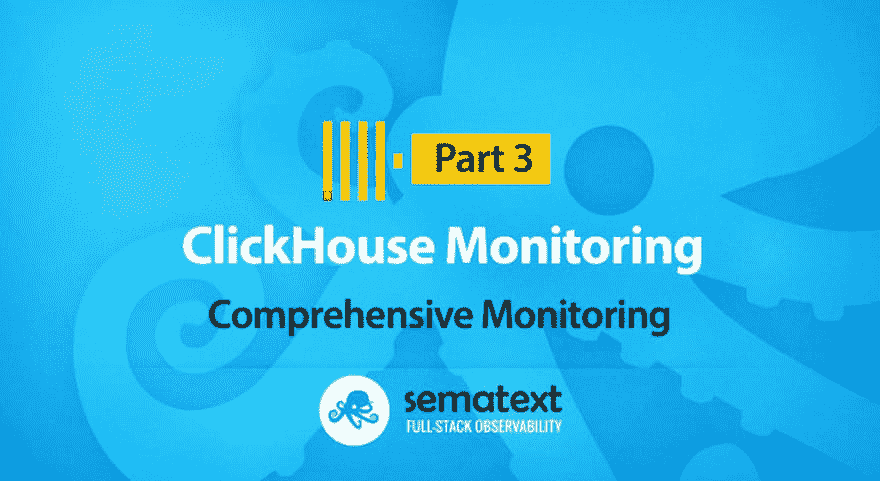 Part 3
ClickHouse Monitoring
Comprehensive Monitoring
sematext
FULL-STACK OBSERVABILITY